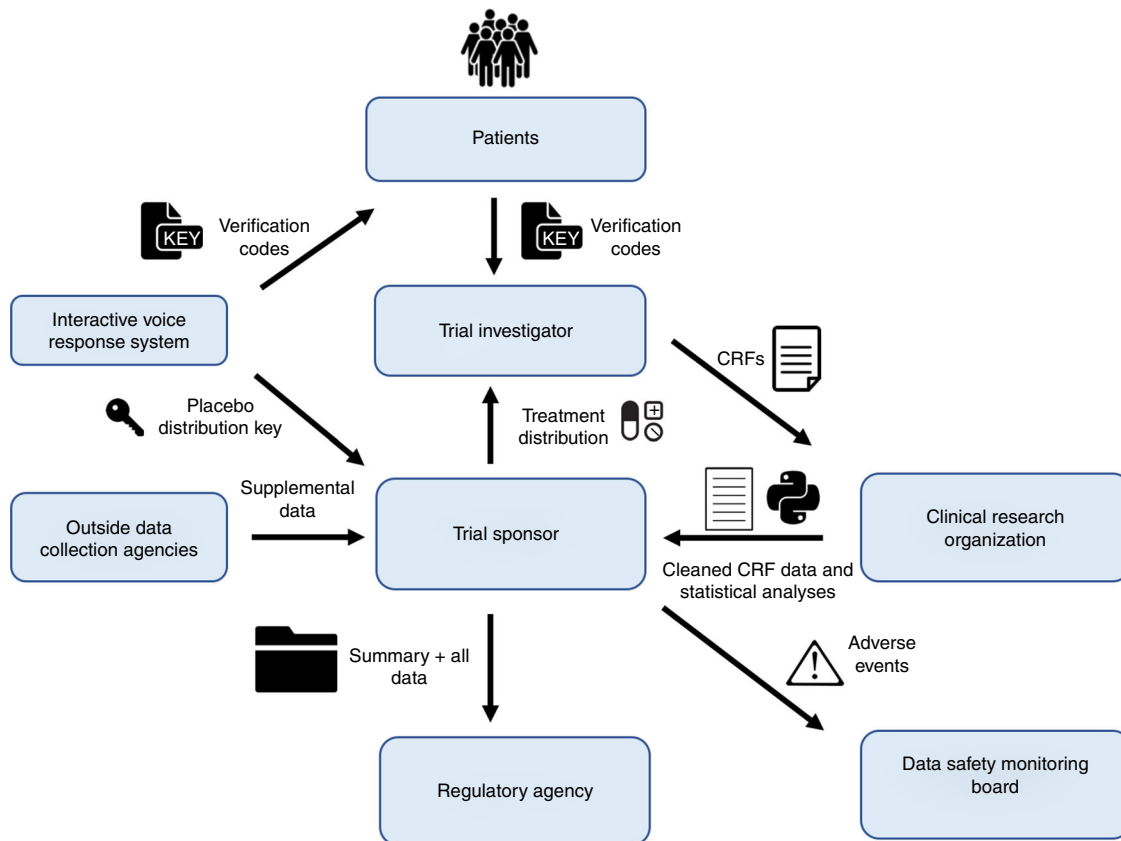 Patients
KEY
Verification
codes
KEY
Verification
codes
Interactive voice
response system
Trial investigator
CRFs
Placebo
distribution key
Treatment
distribution
Supplemental
data
Outside data
collection agencies
Trial sponsor
Clinical research
organization
Cleaned CRF data and
statistical analyses
Summary + all
data
Adverse
events
Regulatory agency
Data safety monitoring
board